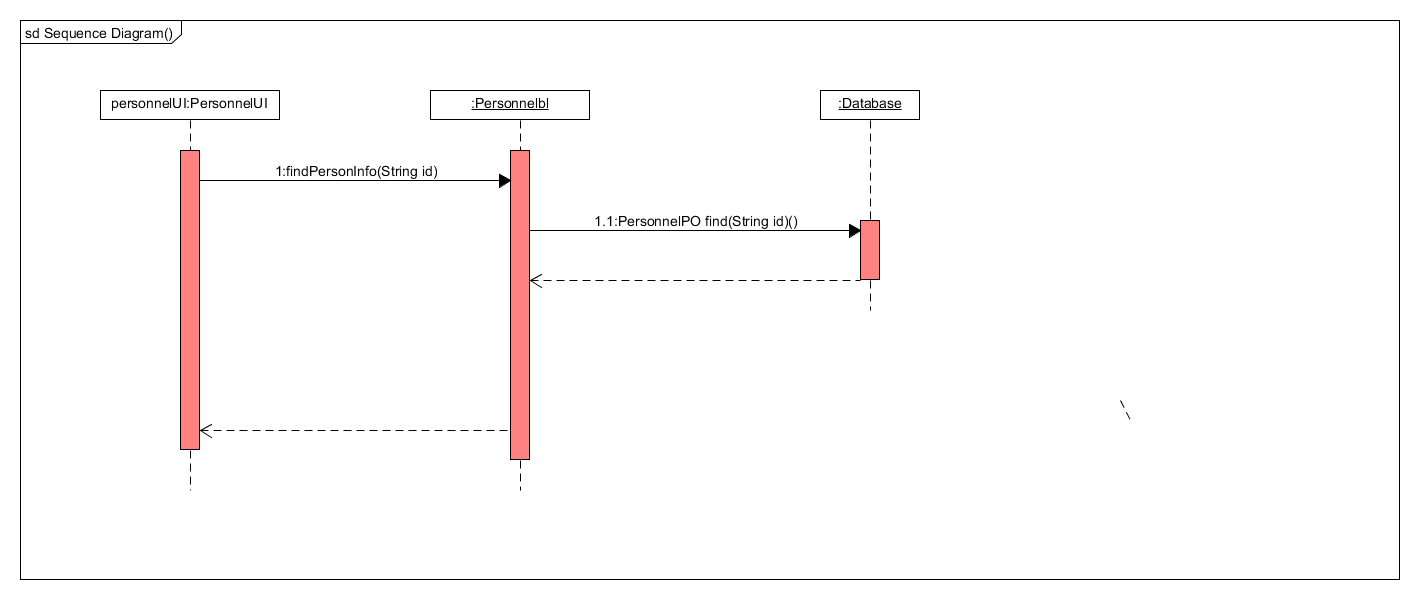 sd Sequence Diagram()
personnelUI:PersonnelUI
:Personnelbl
:Database
1:findPersonInfo(String id)
1.1:PersonnelPO find(String id)()